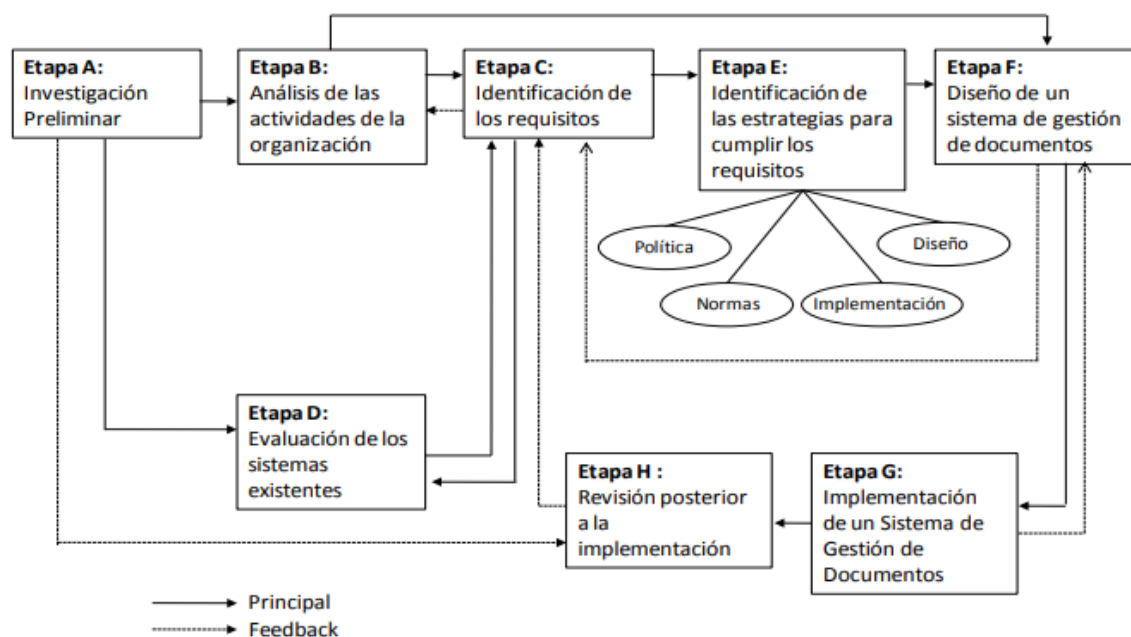 Etapa A:
Investigación
Preliminar
Etapa B:
Análisis de las
actividades de la
organización
Etapa C:
Identificación de
los requisitos
Etapa E:
Identificación de
las estrategias para
cumplir los
requisitos
Etapa F:
Diseño de un
sistema de gestión
de documentos
Política
Diseño
Normas
Implementación
Etapa D:
Evaluación de los
sistemas
existentes
Etapa H :
Revisión posterior
a la
implementación
Etapa G:
Implementación
de un Sistema de
Gestión de
Documentos
Principal
Feedback